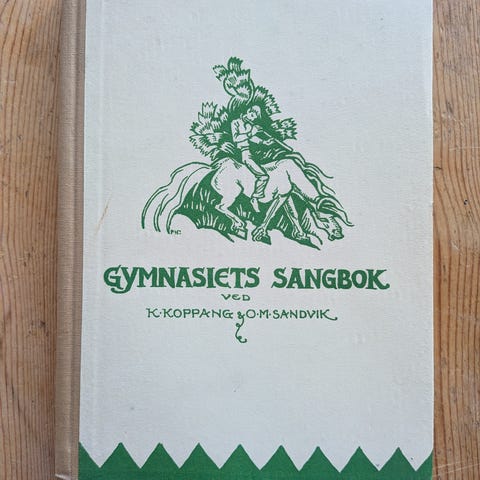 GYMNASIETS SANGBOK
VED
K. KOPPANG & O. M. SANDVIK